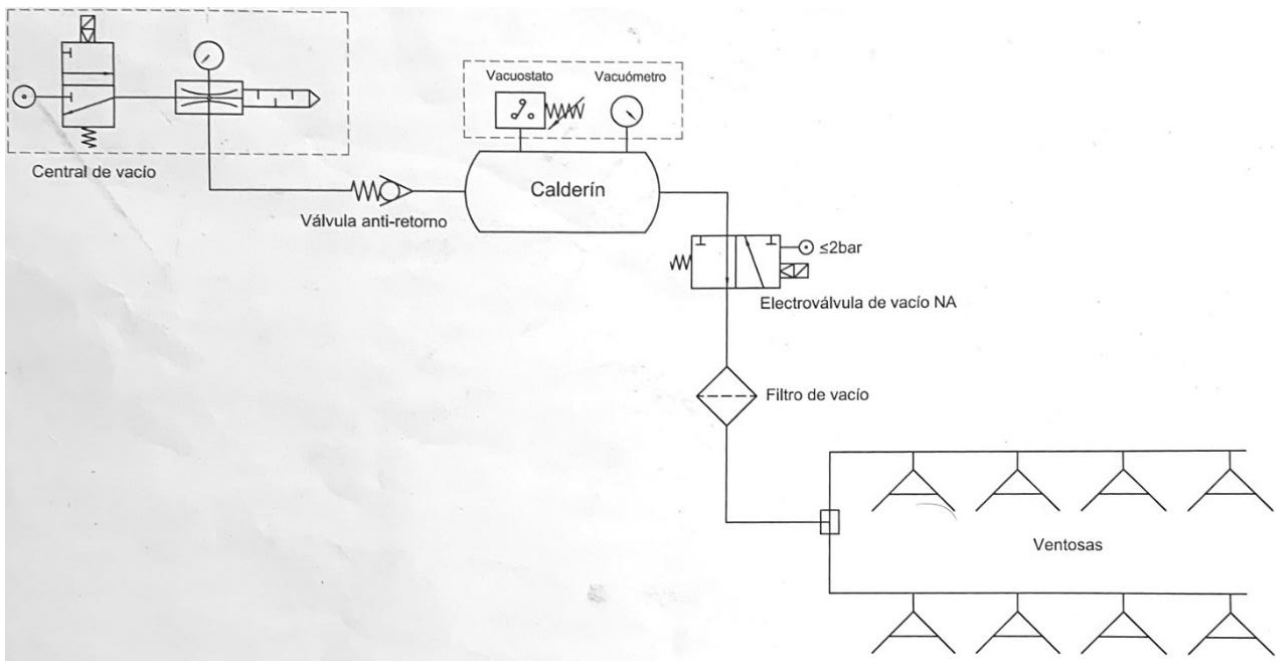 Vacuostato
Vacuómetro
Central de vacío
Calderín
Válvula anti-retorno
≤2bar
Electroválvula de vacío NA
Filtro de vacío
Ventosas